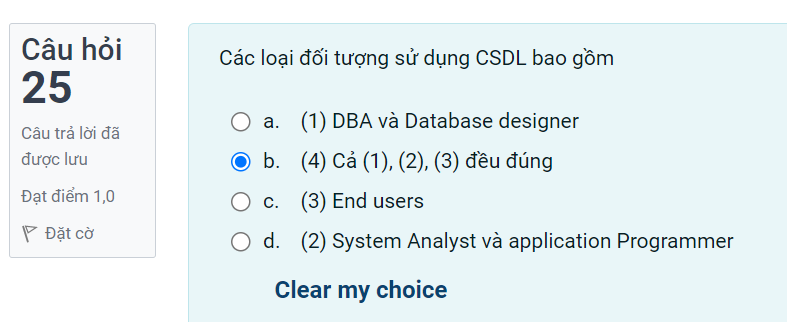 Câu hỏi
25
Câu trả lời đã
được lưu
Đạt điểm 1,0
Đặt cờ
Các loại đối tượng sử dụng CSDL bao gồm
a. (1) DBA và Database designer
b. (4) Cả (1), (2), (3) đều đúng
c. (3) End users
d. (2) System Analyst và application Programmer
Clear my choice